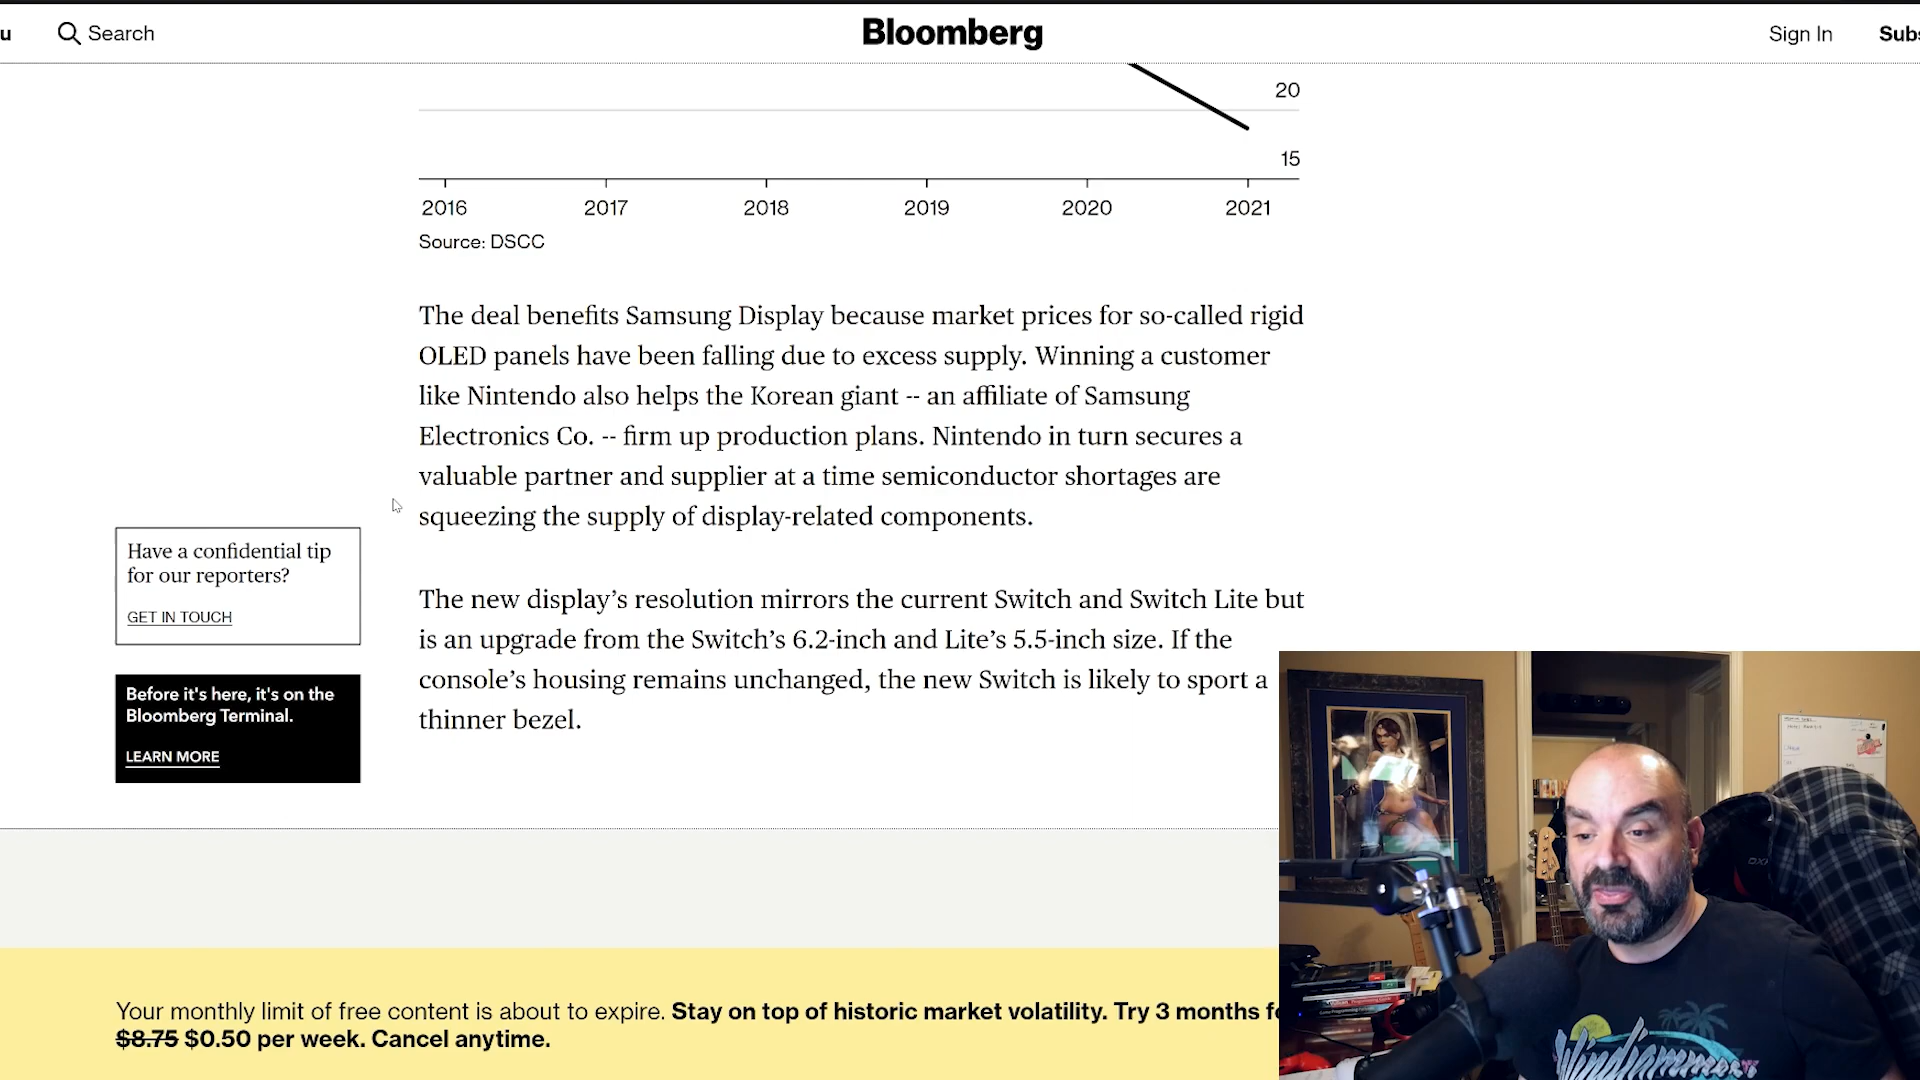 u
Search
Bloomberg
Sign In
Subs
20
15
2016 2017 2018 2019 2020 2021
Source: DSCC
The deal benefits Samsung Display because market prices for so-called rigid
OLED panels have been falling due to excess supply. Winning a customer
like Nintendo also helps the Korean giant -- an affiliate of Samsung
Electronics Co. -- firm up production plans. Nintendo in turn secures a
valuable partner and supplier at a time semiconductor shortages are
squeezing the supply of display-related components.
The new display’s resolution mirrors the current Switch and Switch Lite but
is an upgrade from the Switch’s 6.2-inch and Lite’s 5.5-inch size. If the
console’s housing remains unchanged, the new Switch is likely to sport a
thinner bezel.
Have a confidential tip
for our reporters?
GET IN TOUCH
Before it's here, it's on the
Bloomberg Terminal.
LEARN MORE
Your monthly limit of free content is about to expire. Stay on top of historic market volatility. Try 3 months fo
$8.75 $0.50 per week. Cancel anytime.
Windjammers